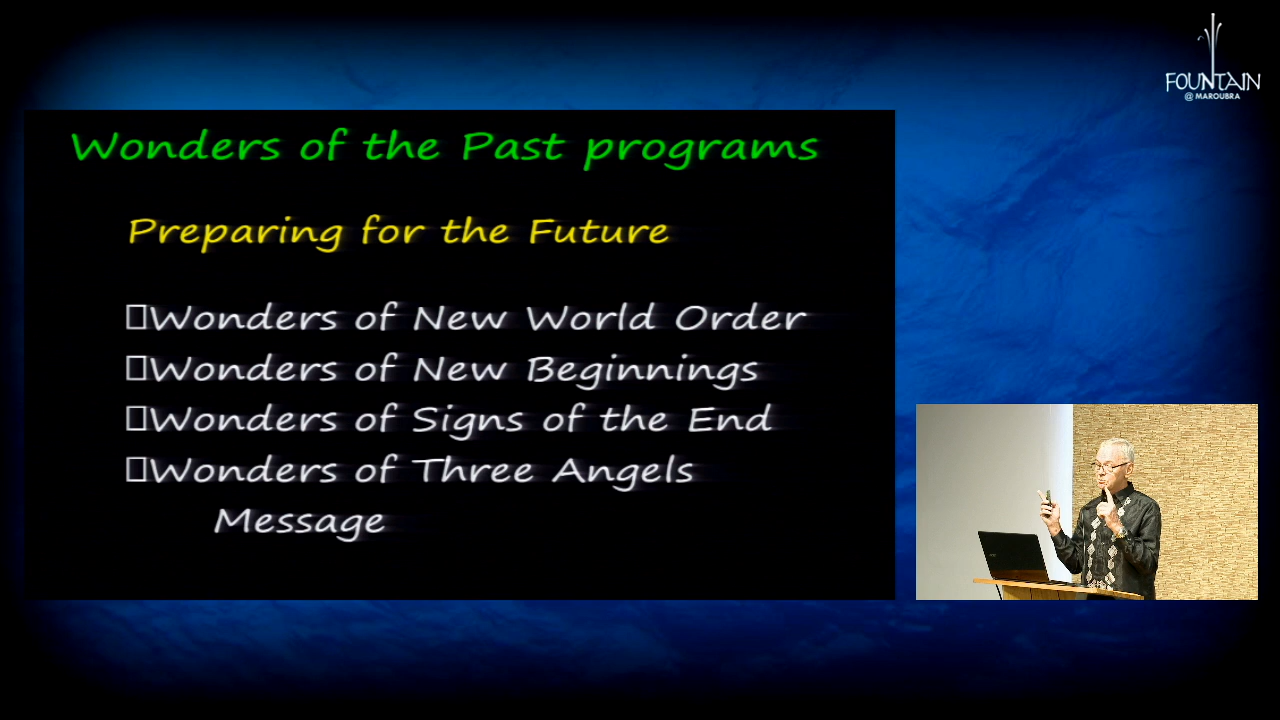 FOUNTAIN
@ MAROUBRA
Wonders of the Past programs
Preparing for the Future
Wonders of New World Order
Wonders of New Beginnings
Wonders of Signs of the End
Wonders of Three Angels
Message